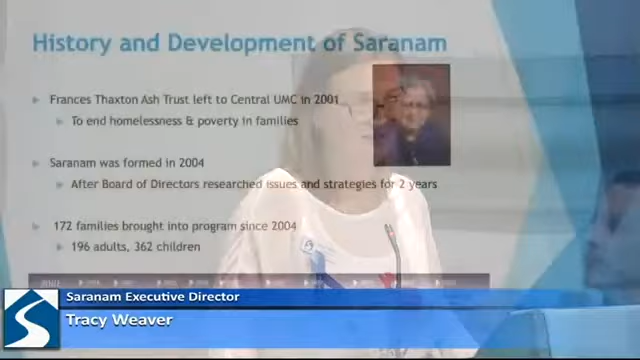 History and Development of Saranam
Frances Thaxton Ash Trust left to Central UMC in 2001
To end homelessness & poverty in families
Saranam was formed in 2004
After Board of Directors researched issues and strategies for 2 years
172 families brought into program since 2004
196 adults, 362 children
Saranam Executive Director
Tracy Weaver